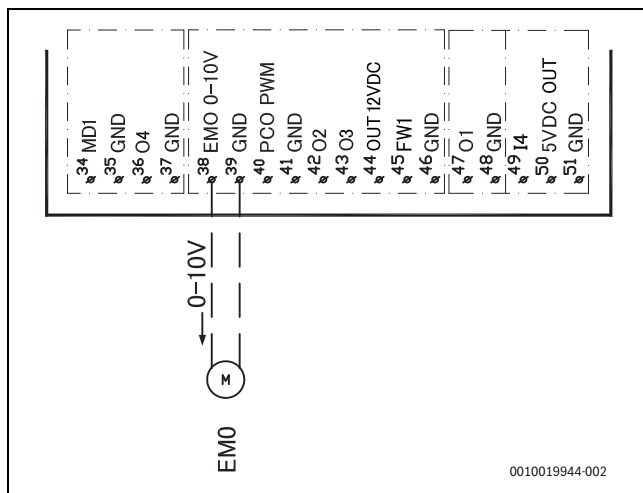 34 MD1
35 GND
36 O4
37 GND
38 EMO 0-10V
39 GND
40 PCO PWM
41 GND
42 O2
43 O3
44 OUT 12VDC
45 FW1
46 GND
47 O1
48 GND
49 I4
50 5VDC OUT
51 GND
0-10V
M
EM0
0010019944-002